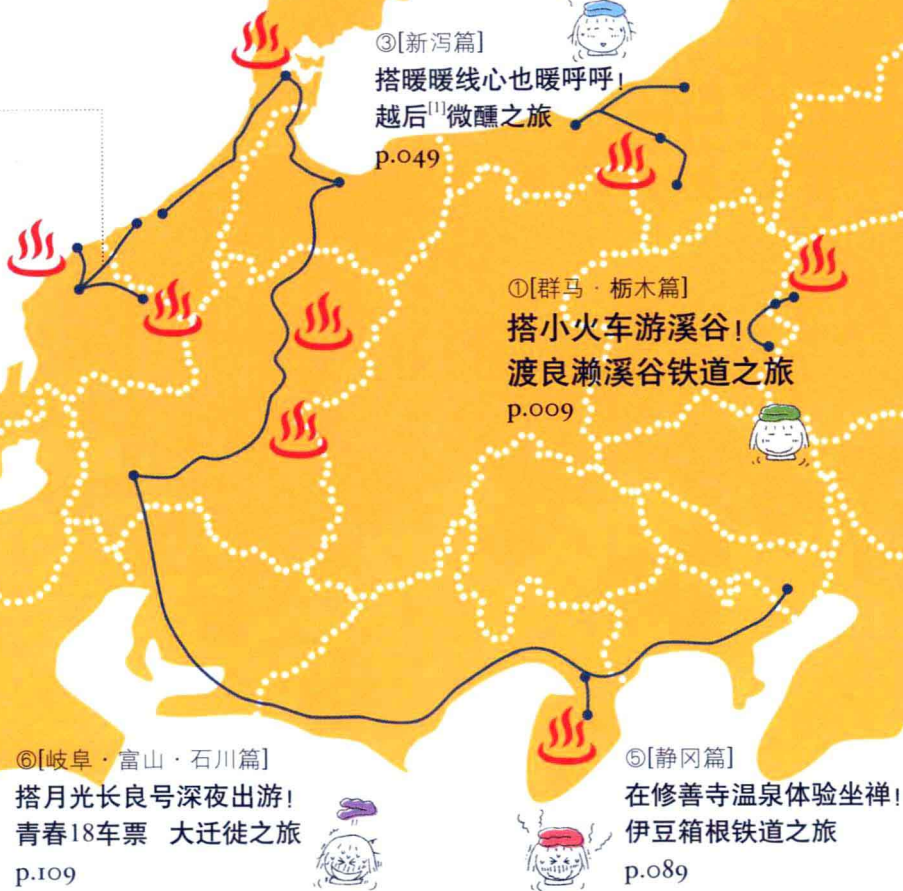 ③[新泻篇]
搭暖暖线心也暖呼呼！
越后[1]微醺之旅
p.049
①[群马·栃木篇]
搭小火车游溪谷！
渡良濑溪谷铁道之旅
p.009
⑥[岐阜·富山·石川篇]
搭月光长良号深夜出游！
青春18车票 大迁徙之旅
p.109
⑤[静冈篇]
在修善寺温泉体验坐禅！
伊豆箱根铁道之旅
p.089